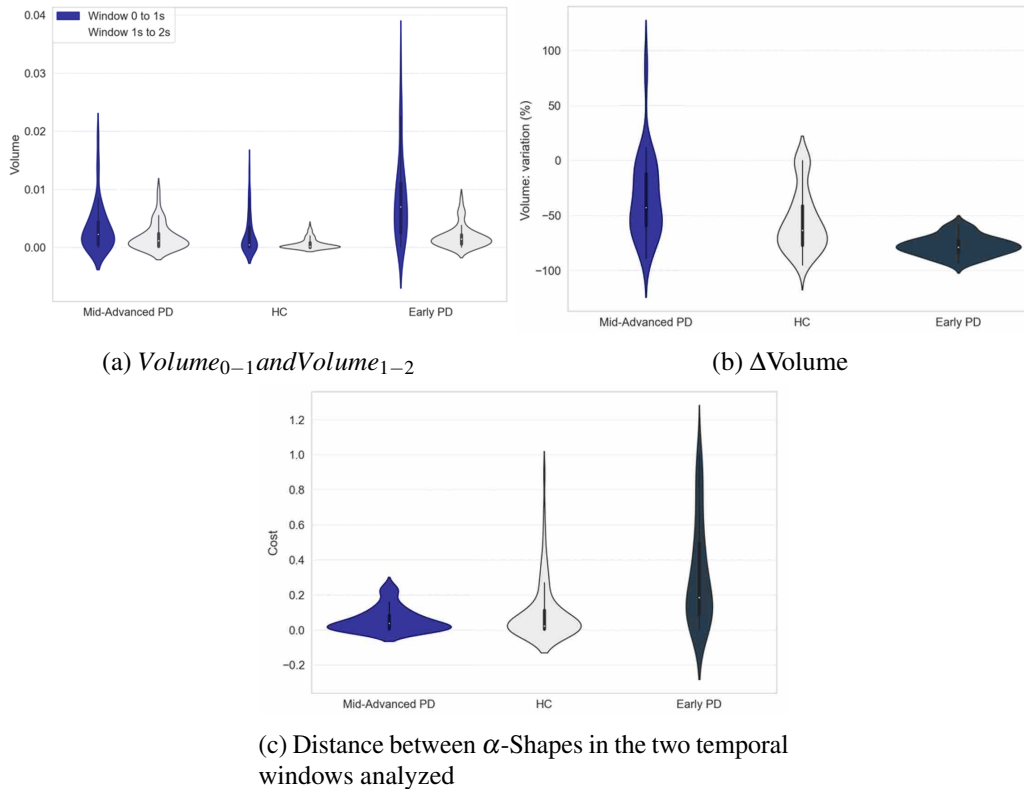 0.04
0.03
0.02
0.01
0.00
Volume
Window 0 to 1s
Window 1s to 2s
Mid-Advanced PD HC Early PD
(a) Volume0−1andVolume1−2
100
50
0
−50
−100
Volume: variation (%)
Mid-Advanced PD HC Early PD
(b) ΔVolume
1.2
1.0
0.8
0.6
0.4
0.2
0.0
−0.2
Cost
Mid-Advanced PD HC Early PD
(c) Distance between α-Shapes in the two temporal
windows analyzed